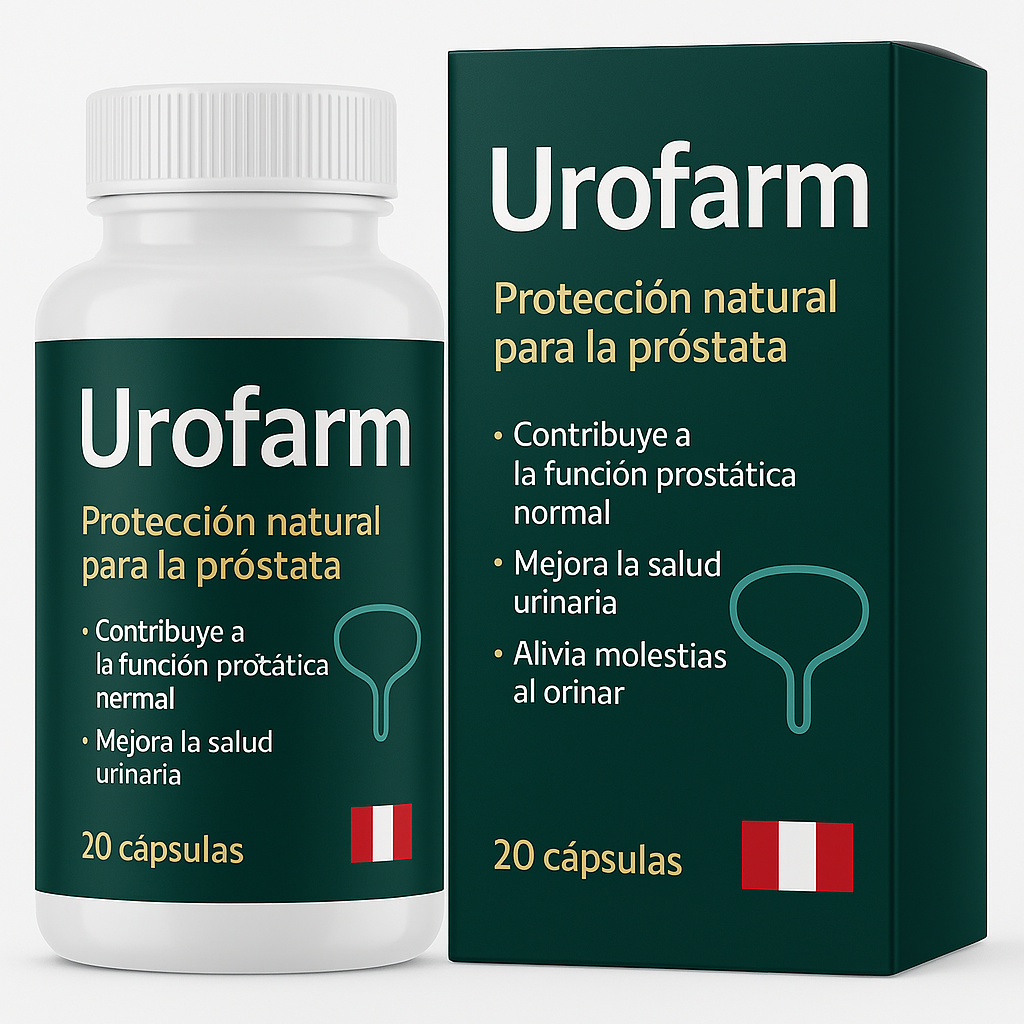 Urofarm
Protección natural
para la próstata
• Contribuye a
la función protática
nermal
• Mejora la salud
urinaria
20 cápsulas
Urofarm
Protección natural
para la próstata
• Contribuye a
la función prostática
normal
• Mejora la salud
urinaria
• Alivia molestias
al orinar
20 cápsulas